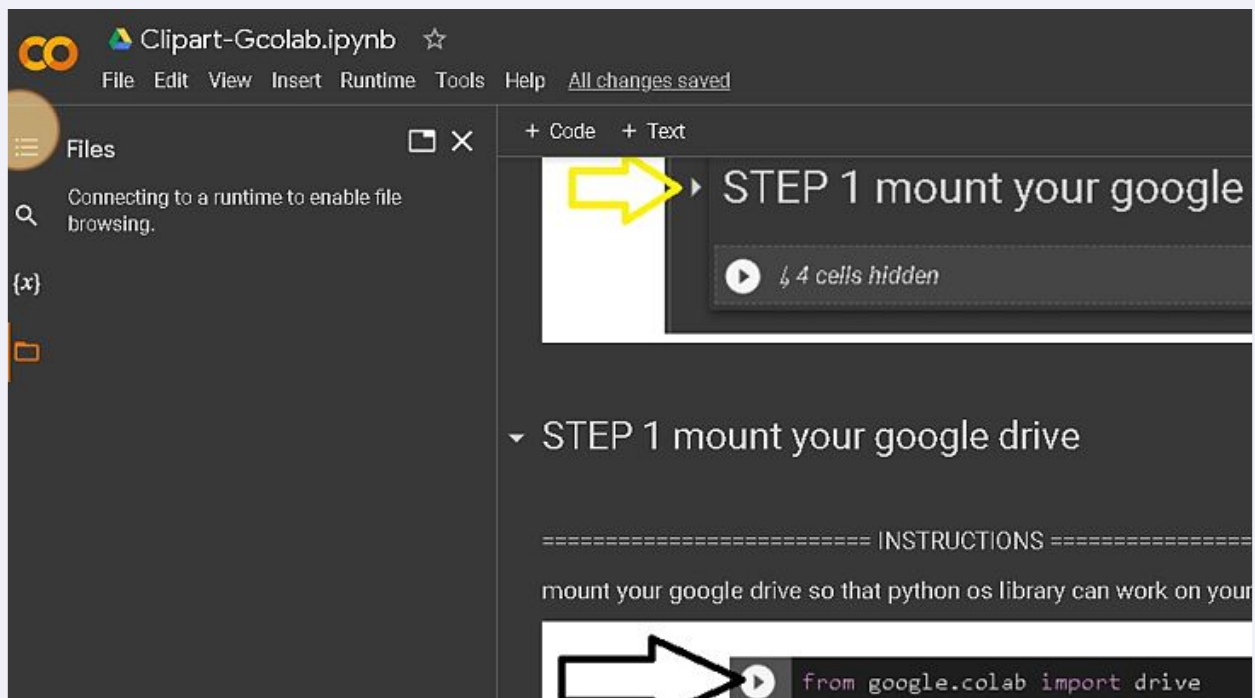 Clipart-Gcolab.ipynb
File Edit View Insert Runtime Tools Help All changes saved
Files
Connecting to a runtime to enable file
browsing.
{x}
+ Code + Text
STEP 1 mount your google
4 cells hidden
STEP 1 mount your google drive
========================== INSTRUCTIONS ================
mount your google drive so that python os library can work on your
from google.colab import drive